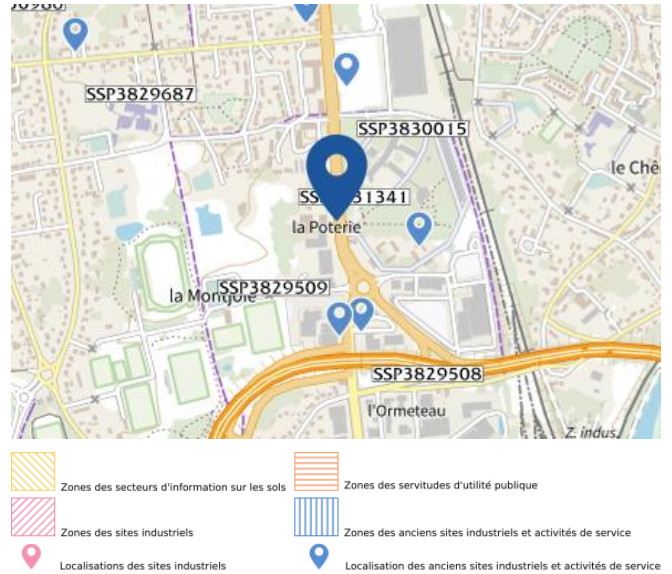 SSP3829687
SSP3830015
le Chê
la Poterie
SSP3829509
la Montjoie
SSP3829508
l'Ormeteau
Z. indus.
Zones des secteurs d'information sur les sols
Zones des servitudes d'utilité publique
Zones des sites industriels
Zones des anciens sites industriels et activités de service
Localisations des sites industriels
Localisation des anciens sites industriels et activités de service